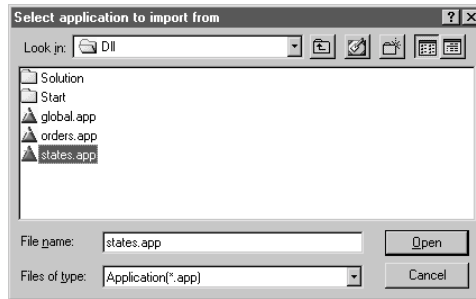 Select application to import from
Look in: Dll
Solution
Start
global.app
orders.app
states.app
File name: states.app Open
Files of type: Application(*.app) Cancel